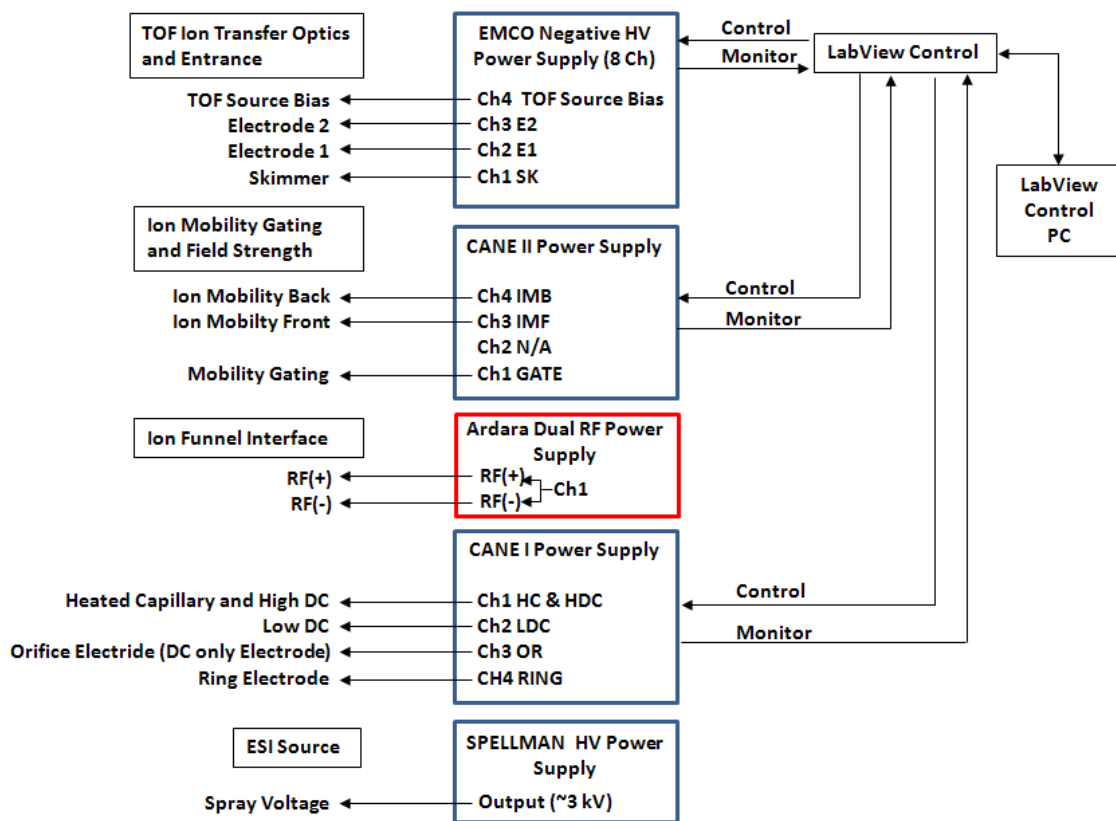 TOF Ion Transfer Optics
and Entrance
EMCO Negative HV
Power Supply (8 Ch)
Control
Monitor
LabView Control
TOF Source Bias
Ch4 TOF Source Bias
Electrode 2
Ch3 E2
Electrode 1
Ch2 E1
Skimmer
Ch1 SK
LabView
Control
PC
Ion Mobility Gating
and Field Strength
CANE II Power Supply
Ion Mobility Back
Ch4 IMB
Control
Ion Mobilty Front
Ch3 IMF
Monitor
Ch2 N/A
Mobility Gating
Ch1 GATE
Ion Funnel Interface
Ardara Dual RF Power
Supply
RF(+)
RF(+)
Ch1
RF(-)
RF(-)
CANE I Power Supply
Heated Capillary and High DC
Ch1 HC & HDC
Control
Low DC
Ch2 LDC
Monitor
Orifice Electride (DC only Electrode)
Ch3 OR
Ring Electrode
CH4 RING
ESI Source
SPELLMAN HV Power
Supply
Spray Voltage
Output (~3 kV)